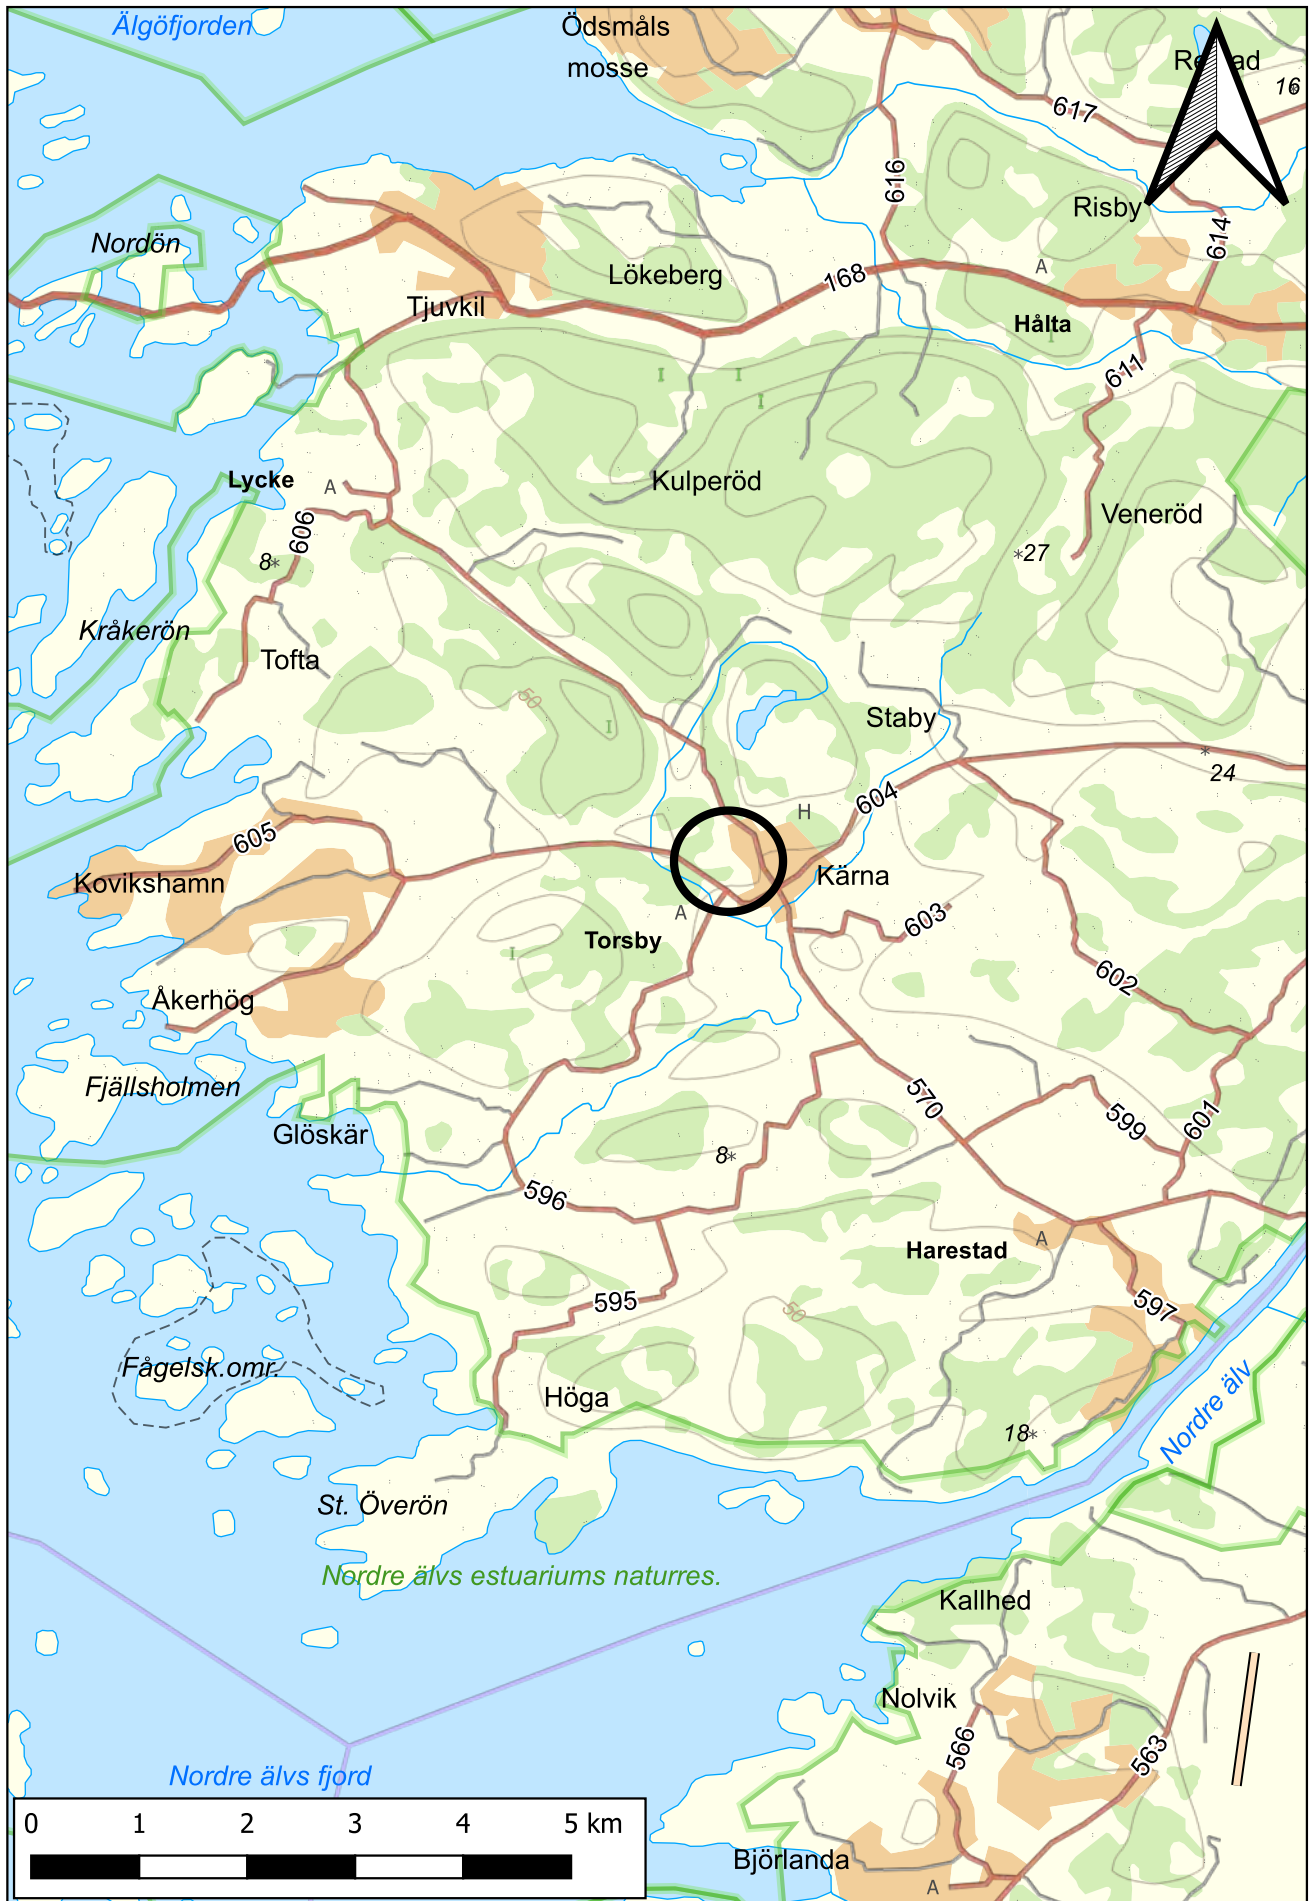 Älgöfjorden
Ödsmåls
mosse
16
617
616
Risby
614
Nordön
Lökeberg
168
A
Tjuvkil
Hålta
611
I
I
I
I
Lycke
A
Kulperöd
Veneröd
606
8
27
Kråkerön
Tofta
50
I
Staby
24
604
H
605
Kovikshamn
Kärna
A
603
Torsby
I
602
Åkerhög
Fjällsholmen
570
599
601
Glöskär
8
596
Harestad
A
595
597
50
Fågelsk.omr.
Höga
Nordre älv
18
St. Överön
Nordre älvs estuariums naturres.
Kallhed
Nolvik
566
563
Nordre älvs fjord
0 1 2 3 4 5 km
Björlanda
A